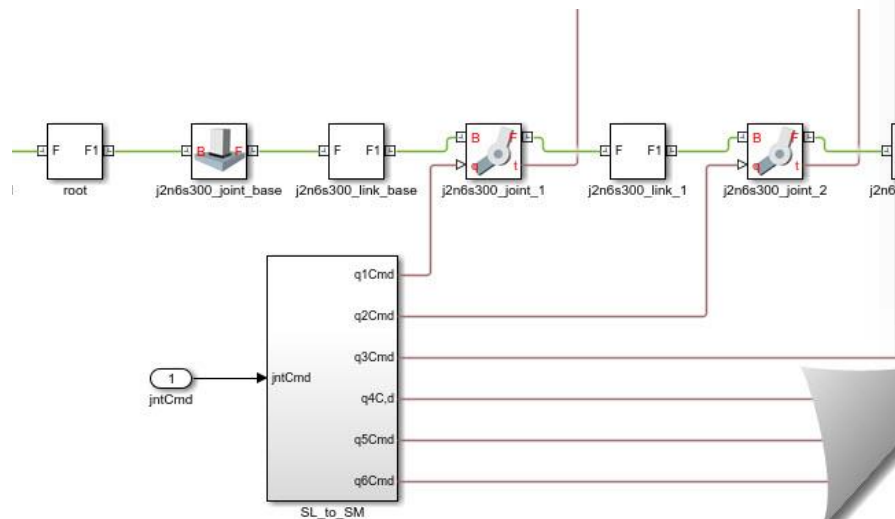 F F1 B F F F1 B F F F1 B F
q t q t
root j2n6s300_joint_base j2n6s300_link_base j2n6s300_joint_1 j2n6s300_link_1 j2n6s300_joint_2
q1Cmd
q2Cmd
q3Cmd
1 jntCmd q4C,d
jntCmd
q5Cmd
q6Cmd
SL_to_SM